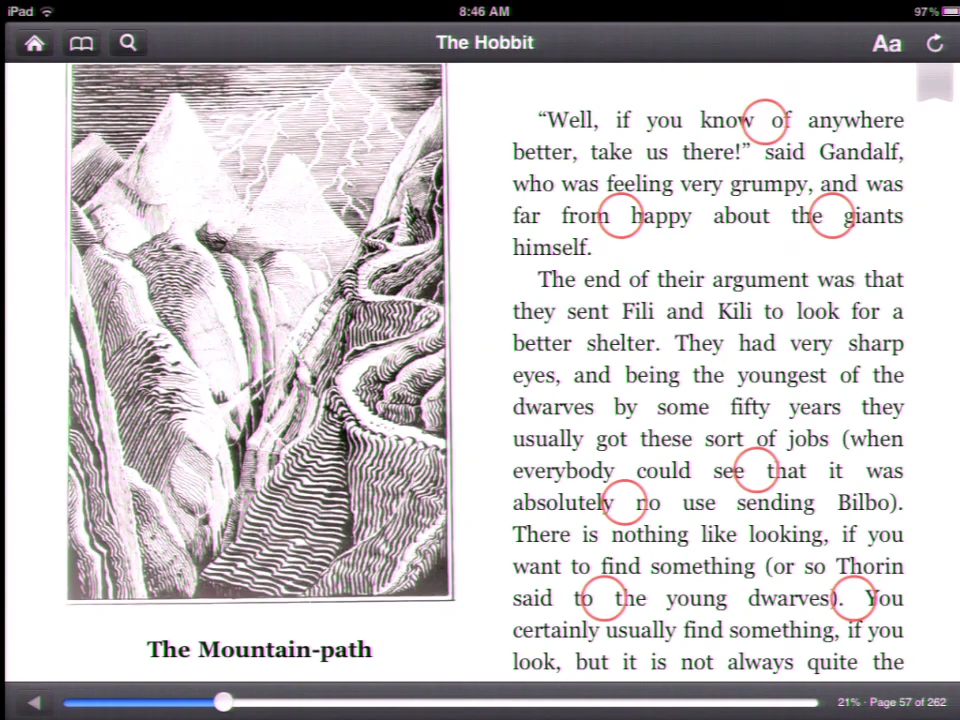 iPad
8:46 AM
97%
The Hobbit
Aa
“Well, if you know of anywhere
better, take us there!” said Gandalf,
who was feeling very grumpy, and was
far from happy about the giants
himself.
The end of their argument was that
they sent Fili and Kili to look for a
better shelter. They had very sharp
eyes, and being the youngest of the
dwarves by some fifty years they
usually got these sort of jobs (when
everybody could see that it was
absolutely no use sending Bilbo).
There is nothing like looking, if you
want to find something (or so Thorin
said to the young dwarves). You
certainly usually find something, if you
look, but it is not always quite the
The Mountain-path
21% · Page 57 of 262